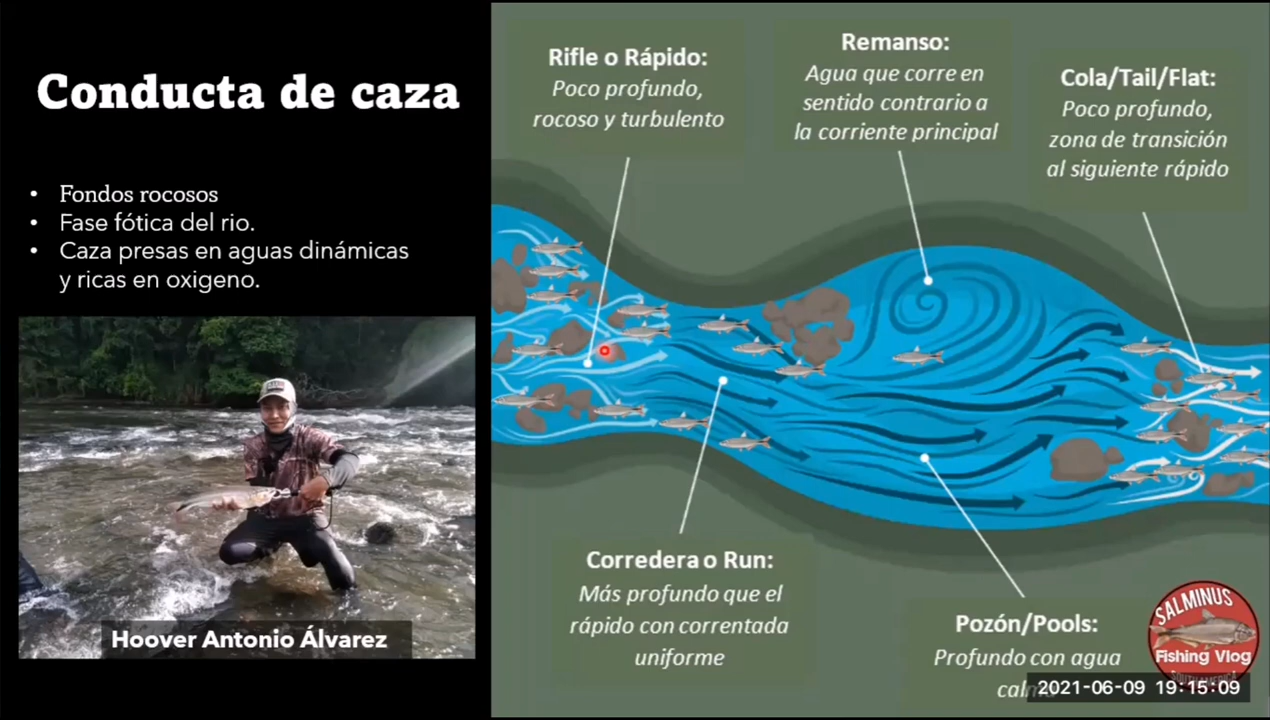 Conducta de caza
• Fondos rocosos
• Fase fótica del rio.
• Caza presas en aguas dinámicas
y ricas en oxigeno.
Hoover Antonio Álvarez
Rifle o Rápido:
Poco profundo,
rocoso y turbulento
Remanso:
Agua que corre en
sentido contrario a
la corriente principal
Cola/Tail/Flat:
Poco profundo,
zona de transición
al siguiente rápido
Corredera o Run:
Más profundo que el
rápido con correntada
uniforme
Pozón/Pools:
Profundo con agua
SALMINUS
Fishing Vlog
2021-06-09 19:15:09